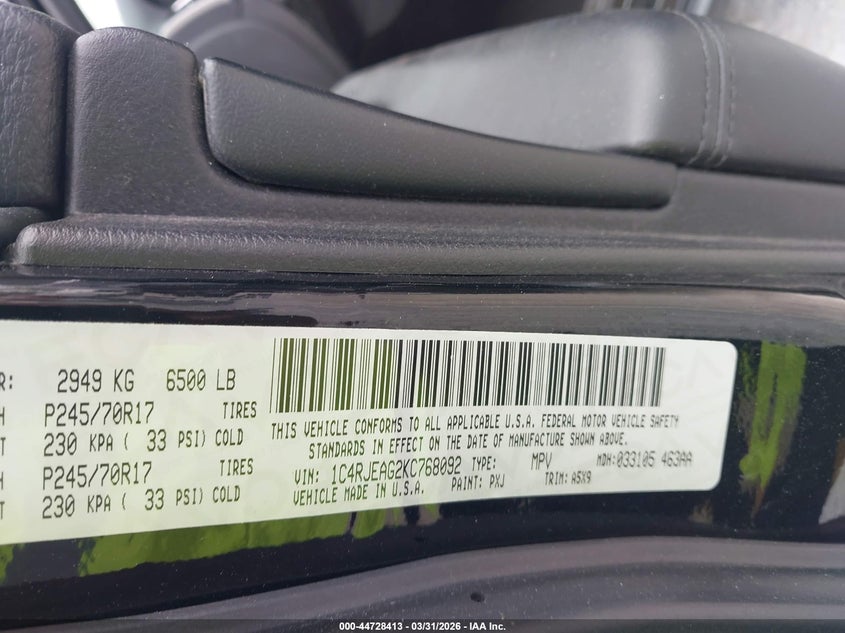 R: 2949 KG 6500 LB
H P245/70R17 TIRES
T 230 KPA ( 33 PSI) COLD
H P245/70R17 TIRES
T 230 KPA ( 33 PSI) COLD
THIS VEHICLE CONFORMS TO ALL APPLICABLE U.S.A. FEDERAL MOTOR VEHICLE SAFETY
STANDARDS IN EFFECT ON THE DATE OF MANUFACTURE SHOWN ABOVE.
VIN: 1C4RJEAG2KC768092 TYPE: MPV MDH:033105 463AA
VEHICLE MADE IN U.S.A. PAINT: PXJ TRIM: A5X9
000-44728413 — 03/31/2026 — IAA Inc.